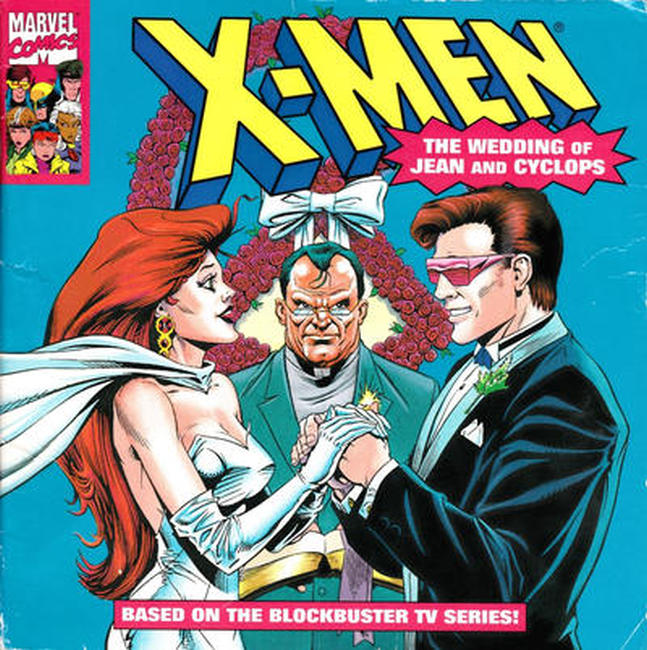 MARVEL
COMICS
X-MEN®
THE WEDDING OF
JEAN AND CYCLOPS
BASED ON THE BLOCKBUSTER TV SERIES!